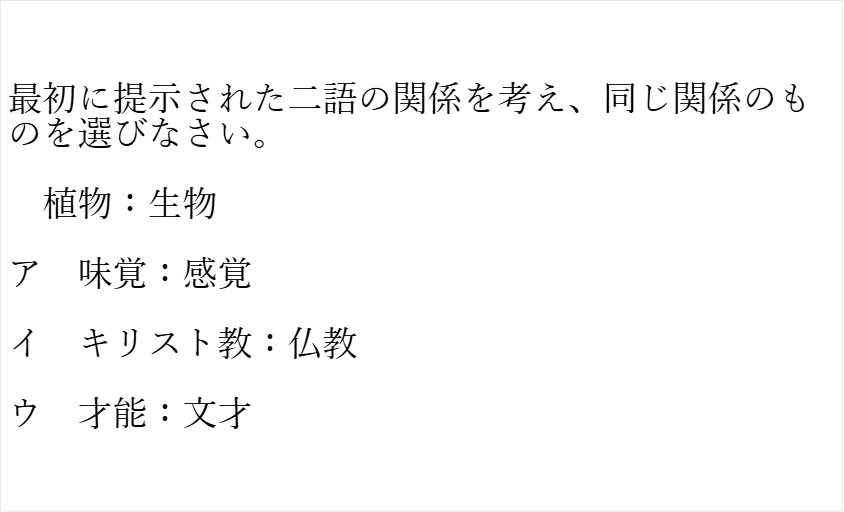 最初に提示された二語の関係を考え、同じ関係のも
のを選びなさい。
　植物：生物
ア　味覚：感覚
イ　キリスト教：仏教
ウ　才能：文才